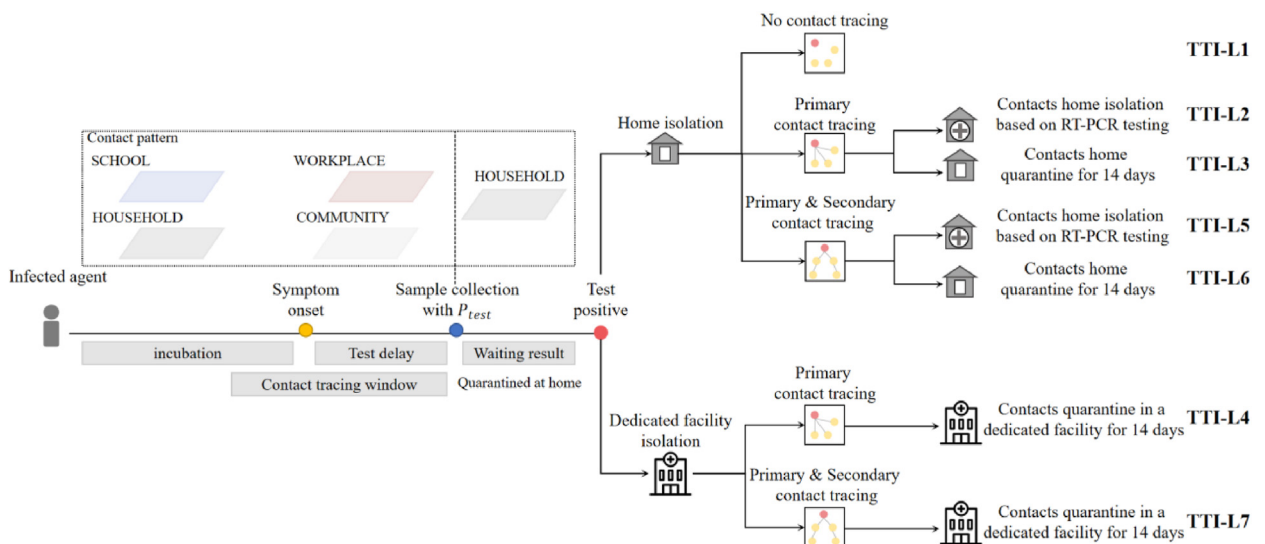 Contact pattern
SCHOOL
WORKPLACE
HOUSEHOLD
HOUSEHOLD
COMMUNITY
Infected agent
Symptom
onset
Sample collection
with P_test
Test
positive
incubation
Test delay
Waiting result
Contact tracing window
Quarantined at home
Home isolation
No contact tracing
TTI-L1
Primary
contact tracing
Contacts home isolation
based on RT-PCR testing
TTI-L2
Contacts home
quarantine for 14 days
TTI-L3
Primary & Secondary
contact tracing
Contacts home isolation
based on RT-PCR testing
TTI-L5
Contacts home
quarantine for 14 days
TTI-L6
Dedicated facility
isolation
Primary
contact tracing
Contacts quarantine in a
dedicated facility for 14 days
TTI-L4
Primary & Secondary
contact tracing
Contacts quarantine in a
dedicated facility for 14 days
TTI-L7